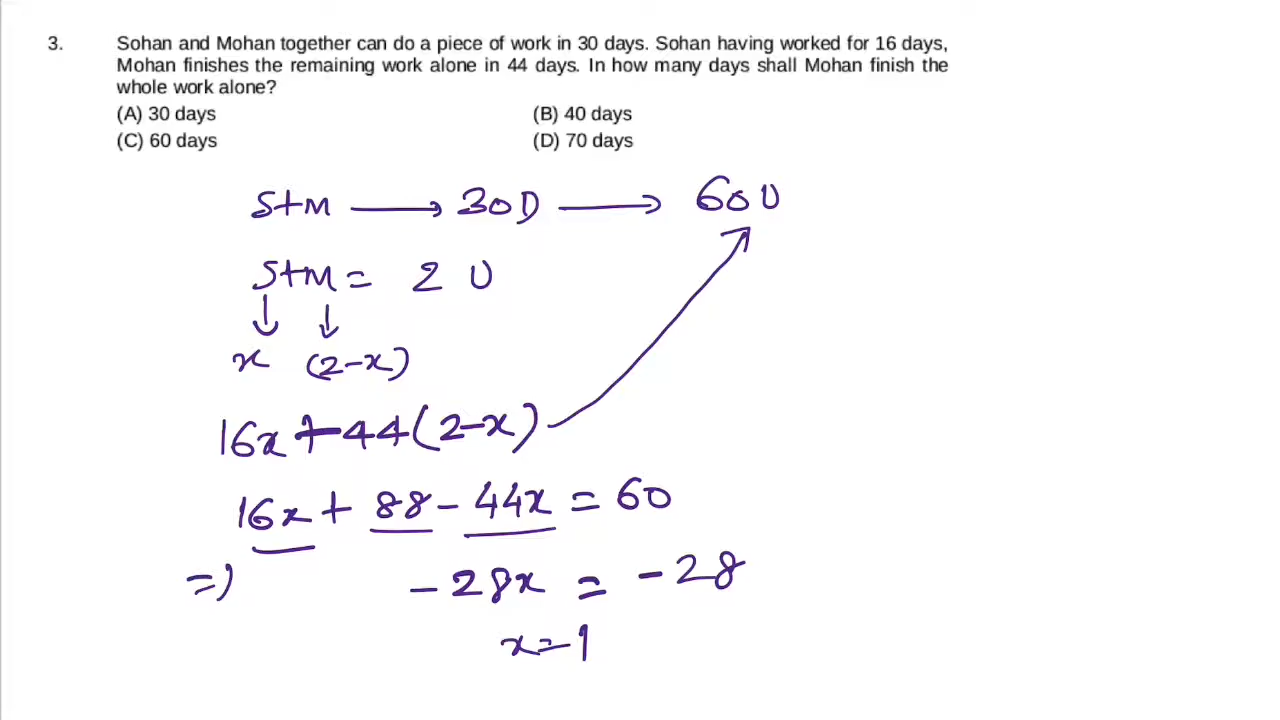 3. Sohan and Mohan together can do a piece of work in 30 days. Sohan having worked for 16 days,
Mohan finishes the remaining work alone in 44 days. In how many days shall Mohan finish the
whole work alone?
(A) 30 days (B) 40 days
(C) 60 days (D) 70 days
S+M → 30D → 60U
S+M = 2 U
↓ ↓
x (2-x)
16x+44(2-x)
16x + 88 - 44x = 60
=) -28x = -28
x=1